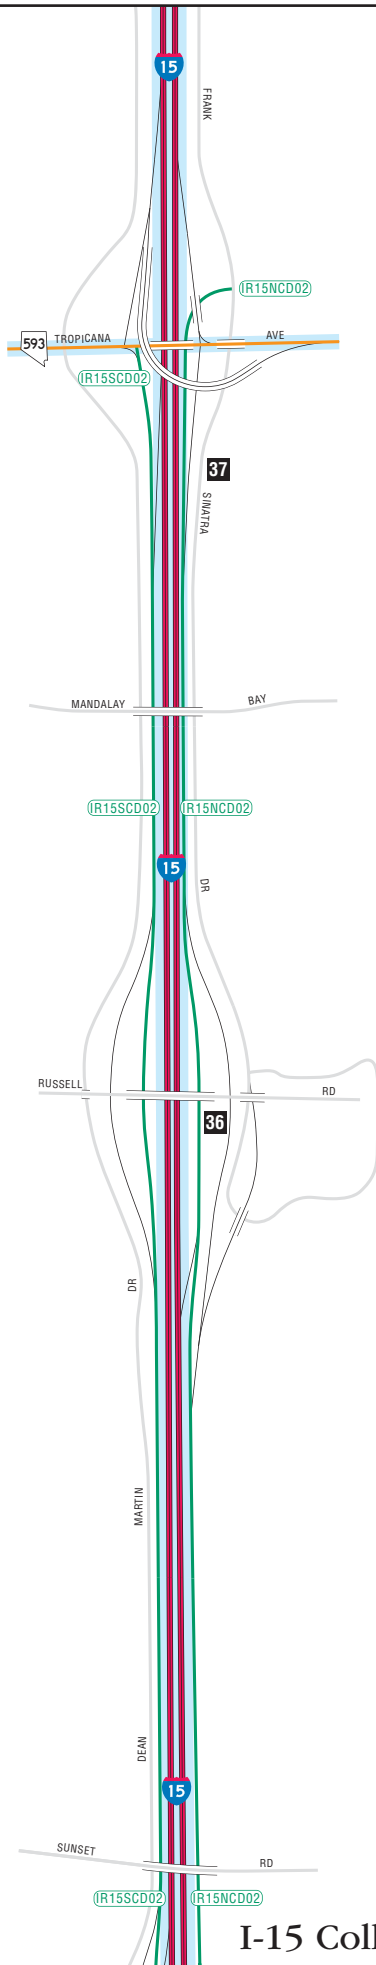 15
FRANK
IR15NCD02
593
TROPICANA AVE
IR15SCD02
37
SINATRA
MANDALAY BAY
IR15SCD02 IR15NCD02
15
DR
RUSSELL RD
36
DR
MARTIN
DEAN
15
SUNSET RD
IR15SCD02 IR15NCD02
I-15 Coll